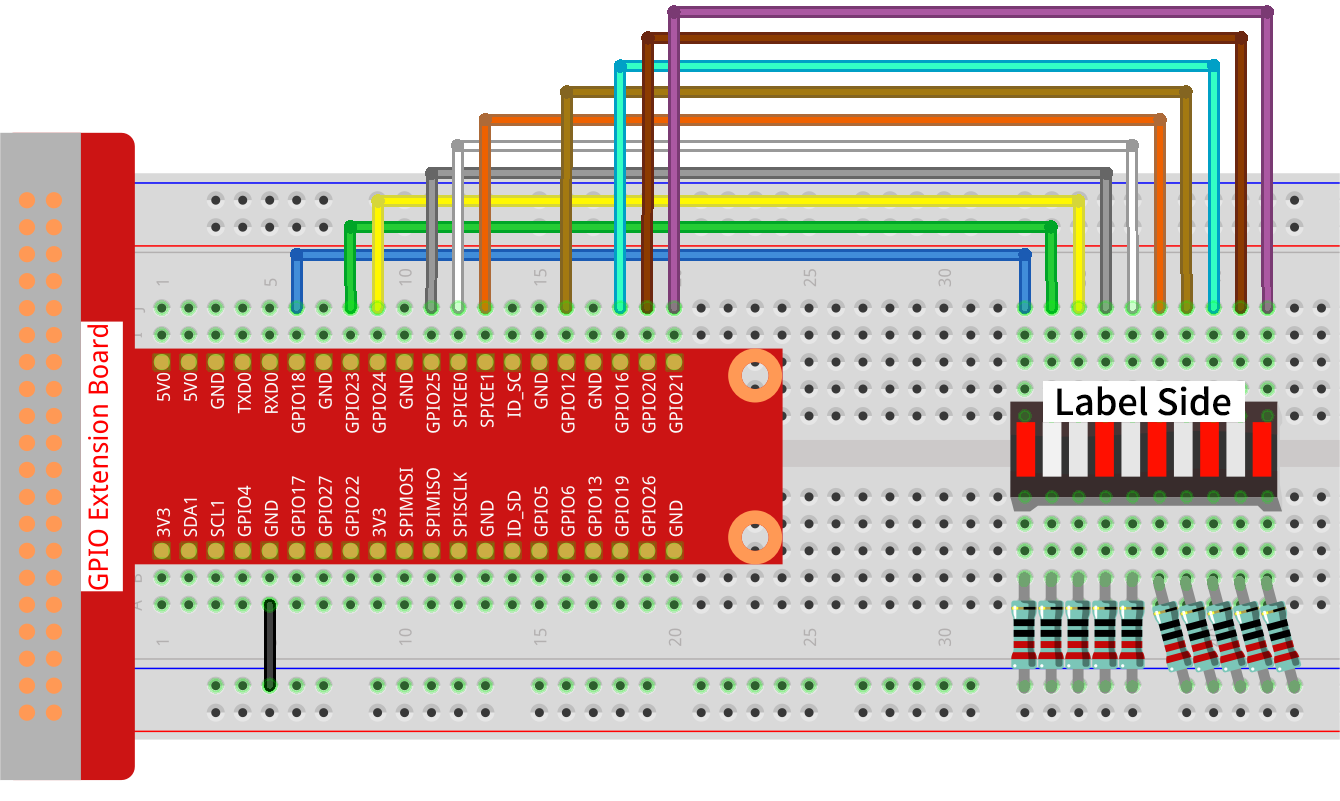 1
5
10
15
25
30
J
I
GPIO Extension Board
5V0
5V0
GND
TXD0
RXD0
GPIO18
GND
GPIO23
GPIO24
GND
GPIO25
SPICE0
SPICE1
ID_SC
GND
GPIO12
GND
GPIO16
GPIO20
GPIO21
Label Side
3V3
SDA1
SCL1
GPIO4
GND
GPIO17
GPIO27
GPIO22
3V3
SPIMOSI
SPIMISO
SPISCLK
GND
ID_SD
GPIO5
GPIO6
GPIO13
GPIO19
GPIO26
GND
B
A
1
10
15
20
25
30